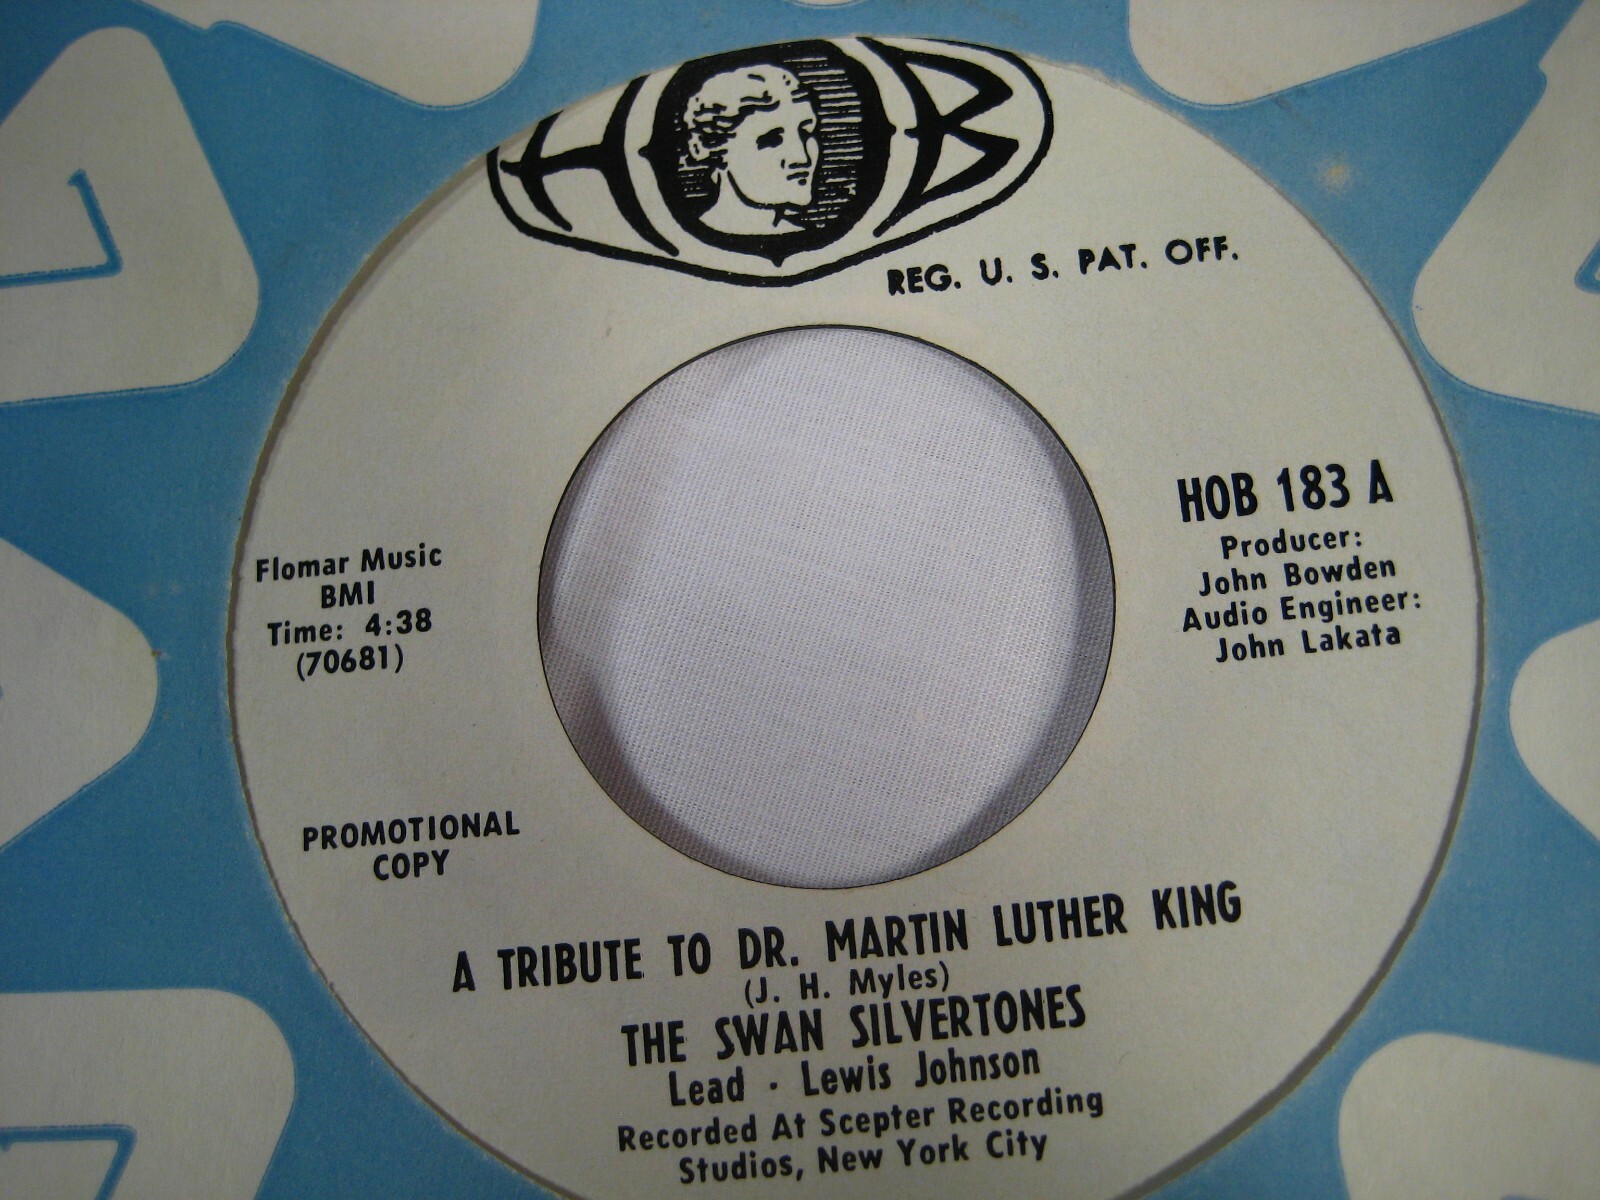 HOB
REG. U. S. PAT. OFF.
HOB 183 A
Producer:
John Bowden
Audio Engineer:
John Lakata
Flomar Music
BMI
Time: 4:38
(70681)
PROMOTIONAL
COPY
A TRIBUTE TO DR. MARTIN LUTHER KING
(J. H. Myles)
THE SWAN SILVERTONES
Lead · Lewis Johnson
Recorded At Scepter Recording
Studios, New York City